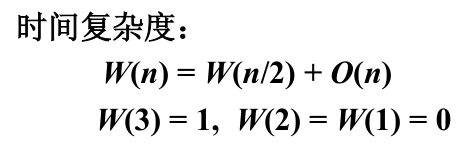 时间复杂度：
W(n) = W(n/2) + O(n)
W(3) = 1, W(2) = W(1) = 0